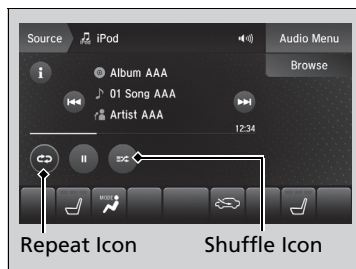 Source iPod Audio Menu
Browse
Album AAA
01 Song AAA
Artist AAA
12:34
MODE
Repeat Icon Shuffle Icon